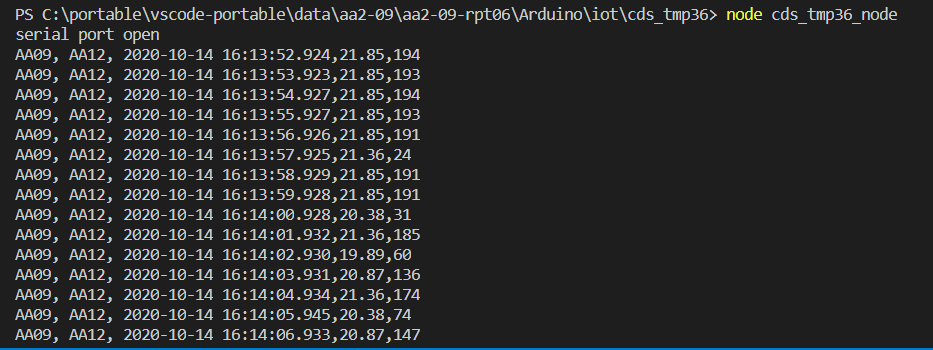 PS C:\portable\vscode-portable\data\aa2-09\aa2-09-rpt06\Arduino\iot\cds_tmp36> node cds_tmp36_node
serial port open
AA09, AA12, 2020-10-14 16:13:52.924,21.85,194
AA09, AA12, 2020-10-14 16:13:53.923,21.85,193
AA09, AA12, 2020-10-14 16:13:54.927,21.85,194
AA09, AA12, 2020-10-14 16:13:55.927,21.85,193
AA09, AA12, 2020-10-14 16:13:56.926,21.85,191
AA09, AA12, 2020-10-14 16:13:57.925,21.36,24
AA09, AA12, 2020-10-14 16:13:58.929,21.85,191
AA09, AA12, 2020-10-14 16:13:59.928,21.85,191
AA09, AA12, 2020-10-14 16:14:00.928,20.38,31
AA09, AA12, 2020-10-14 16:14:01.932,21.36,185
AA09, AA12, 2020-10-14 16:14:02.930,19.89,60
AA09, AA12, 2020-10-14 16:14:03.931,20.87,136
AA09, AA12, 2020-10-14 16:14:04.934,21.36,174
AA09, AA12, 2020-10-14 16:14:05.945,20.38,74
AA09, AA12, 2020-10-14 16:14:06.933,20.87,147